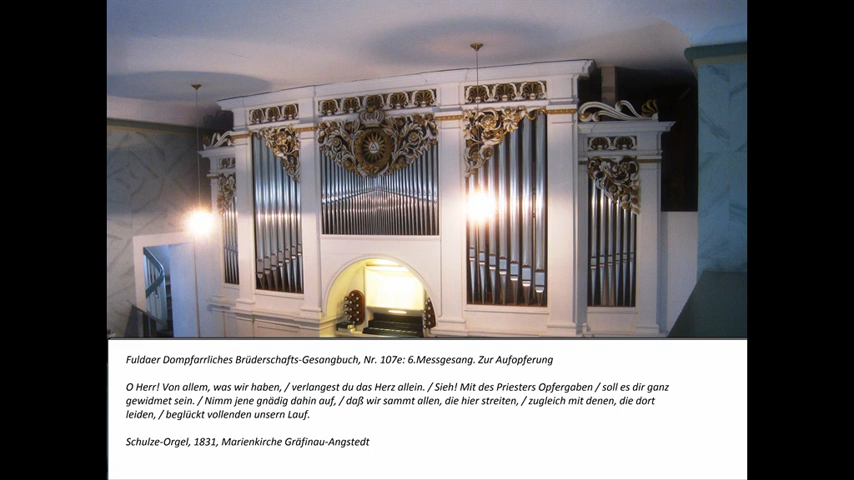 Fuldaer Dompfarrliches Brüderschafts-Gesangbuch, Nr. 107e: 6.Messgesang. Zur Aufopferung
O Herr! Von allem, was wir haben, / verlangest du das Herz allein. / Sieh! Mit des Priesters Opfergaben / soll es dir ganz
gewidmet sein. / Nimm jene gnädig dahin auf, / daß wir sammt allen, die hier streiten, / zugleich mit denen, die dort
leiden, / beglückt vollenden unsern Lauf.
Schulze-Orgel, 1831, Marienkirche Gräfinau-Angstedt